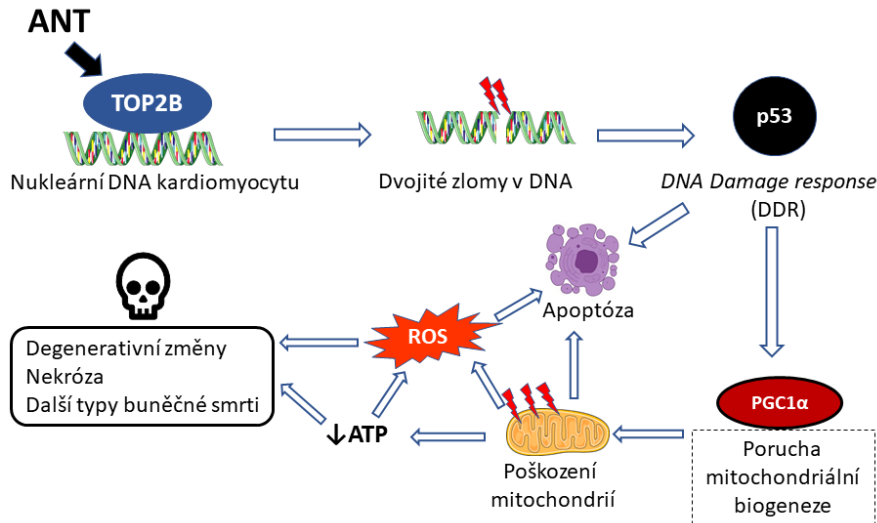 ANT
TOP2B
p53
Nukleární DNA kardiomyocytu
Dvojité zlomy v DNA
DNA Damage response
(DDR)
Apoptóza
ROS
Degenerativní změny
Nekróza
Další typy buněčné smrti
↓ATP
Poškození
mitochondrií
PGC1α
Porucha
mitochondriální
biogeneze